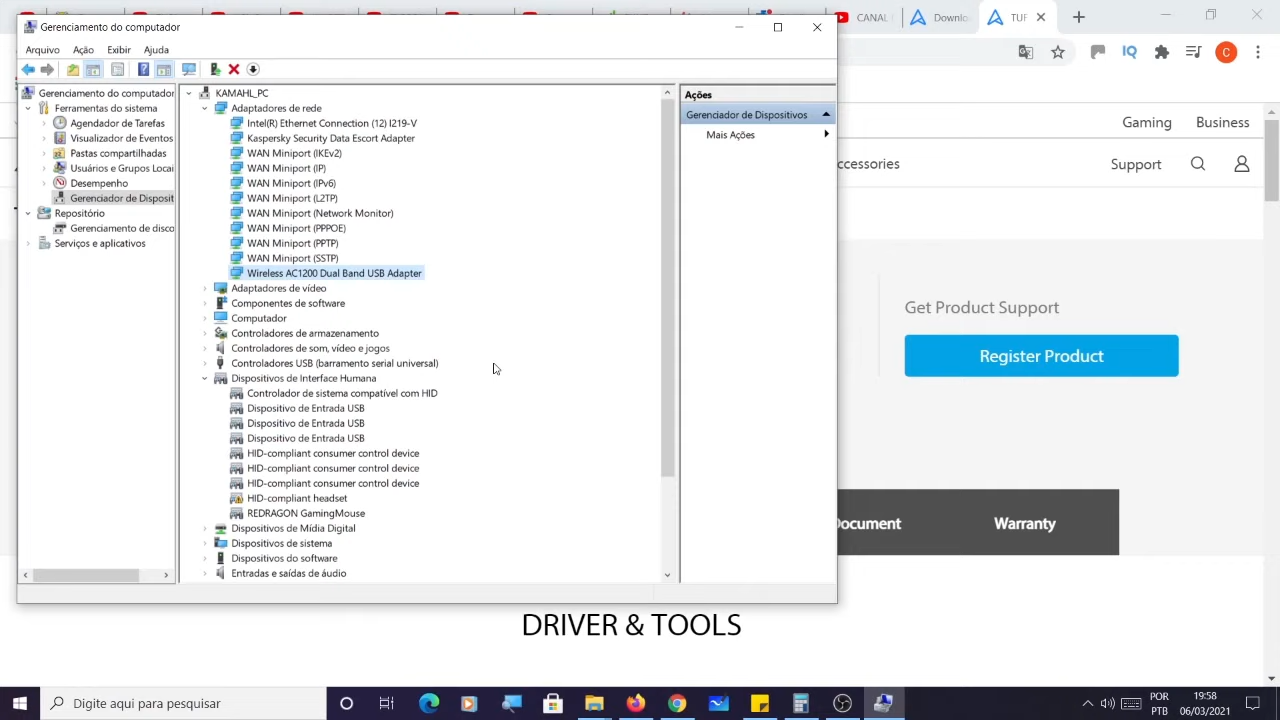 Gerenciamento do computador
CANAL
Downlo
TUF
Arquivo Ação Exibir Ajuda
IQ
C
Gerenciamento do computador
Ferramentas do sistema
Agendador de Tarefas
Visualizador de Eventos
Pastas compartilhadas
Usuários e Grupos Locai
Desempenho
Gerenciador de Disposit
Repositório
Gerenciamento de disco
Serviços e aplicativos
KAMAHL_PC
Adaptadores de rede
Intel(R) Ethernet Connection (12) I219-V
Kaspersky Security Data Escort Adapter
WAN Miniport (IKEv2)
WAN Miniport (IP)
WAN Miniport (IPv6)
WAN Miniport (L2TP)
WAN Miniport (Network Monitor)
WAN Miniport (PPPOE)
WAN Miniport (PPTP)
WAN Miniport (SSTP)
Wireless AC1200 Dual Band USB Adapter
Adaptadores de vídeo
Componentes de software
Computador
Controladores de armazenamento
Controladores de som, vídeo e jogos
Controladores USB (barramento serial universal)
Dispositivos de Interface Humana
Controlador de sistema compatível com HID
Dispositivo de Entrada USB
Dispositivo de Entrada USB
Dispositivo de Entrada USB
HID-compliant consumer control device
HID-compliant consumer control device
HID-compliant consumer control device
HID-compliant headset
REDRAGON GamingMouse
Dispositivos de Mídia Digital
Dispositivos de sistema
Dispositivos do software
Entradas e saídas de áudio
Ações
Gerenciador de Dispositivos
Mais Ações
Gaming Business
ccessories Support
Get Product Support
Register Product
Document Warranty
DRIVER & TOOLS
Digite aqui para pesquisar
POR
PTB
19:58
06/03/2021